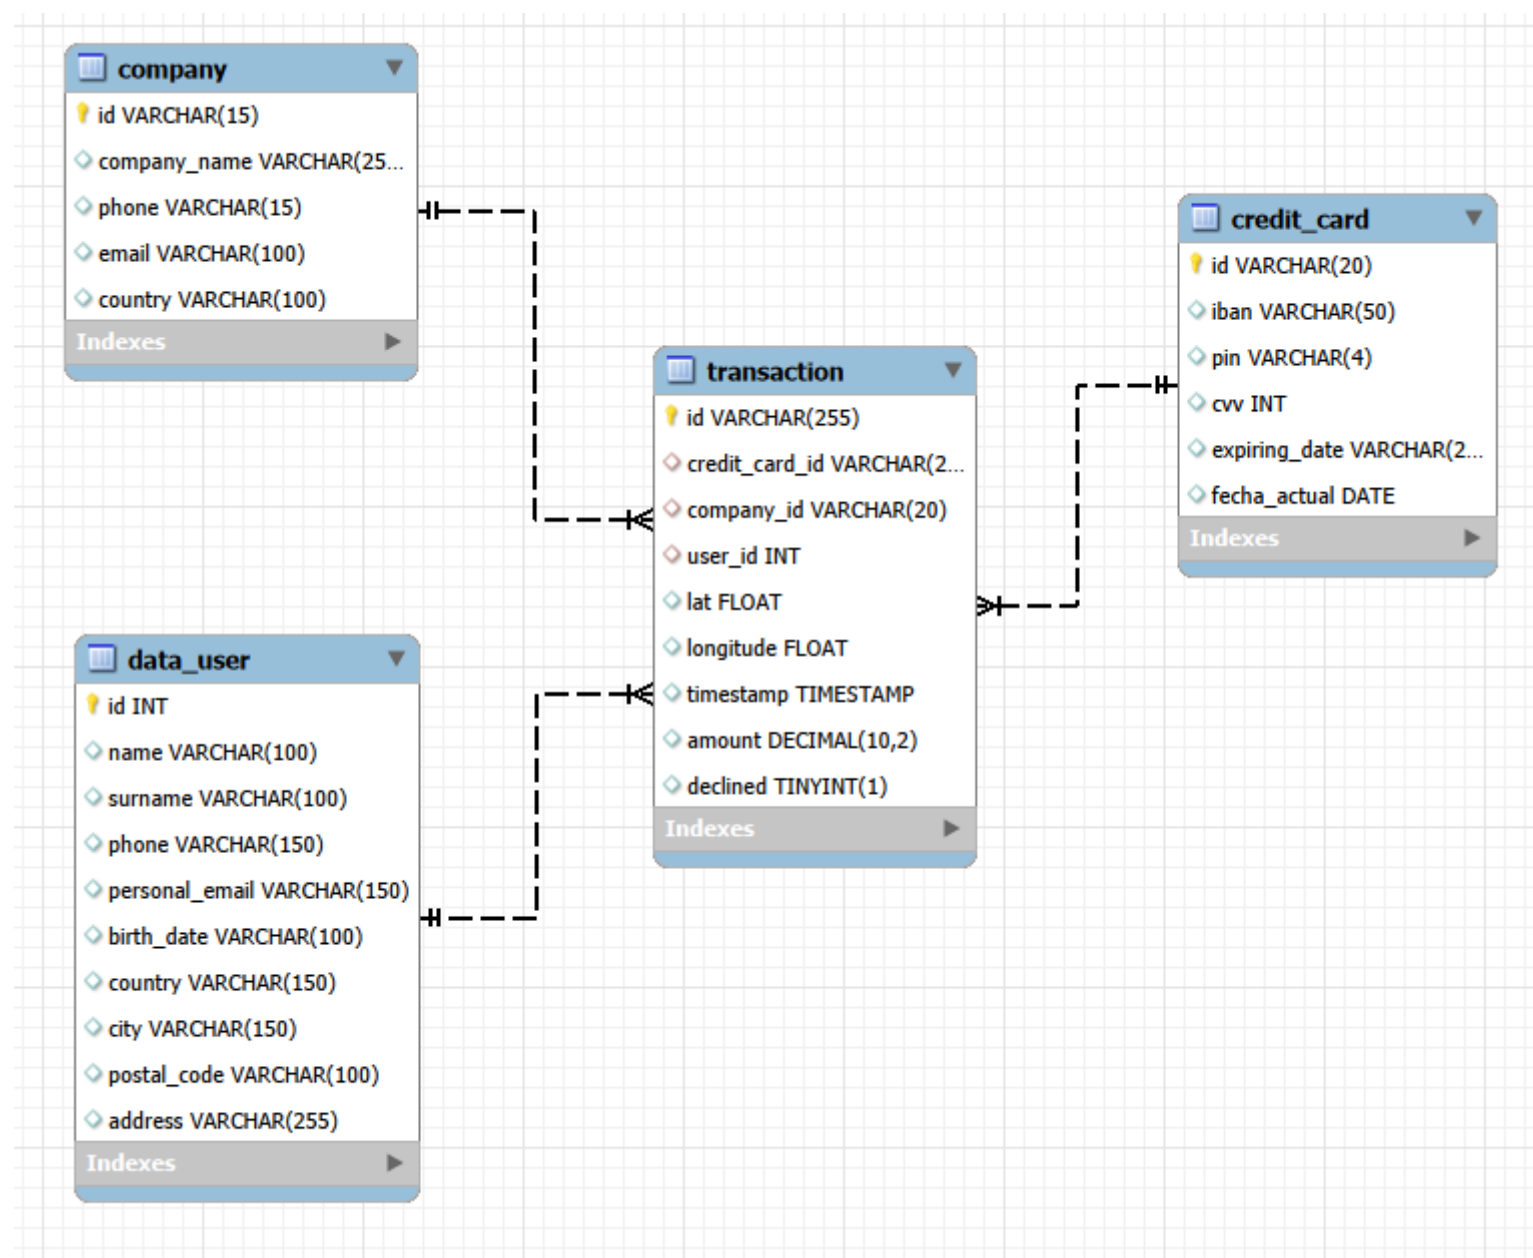 company
id VARCHAR(15)
company_name VARCHAR(25...
phone VARCHAR(15)
email VARCHAR(100)
country VARCHAR(100)
Indexes
data_user
id INT
name VARCHAR(100)
surname VARCHAR(100)
phone VARCHAR(150)
personal_email VARCHAR(150)
birth_date VARCHAR(100)
country VARCHAR(150)
city VARCHAR(150)
postal_code VARCHAR(100)
address VARCHAR(255)
Indexes
transaction
id VARCHAR(255)
credit_card_id VARCHAR(2...
company_id VARCHAR(20)
user_id INT
lat FLOAT
longitude FLOAT
timestamp TIMESTAMP
amount DECIMAL(10,2)
declined TINYINT(1)
Indexes
credit_card
id VARCHAR(20)
iban VARCHAR(50)
pin VARCHAR(4)
cvv INT
expiring_date VARCHAR(2...
fecha_actual DATE
Indexes